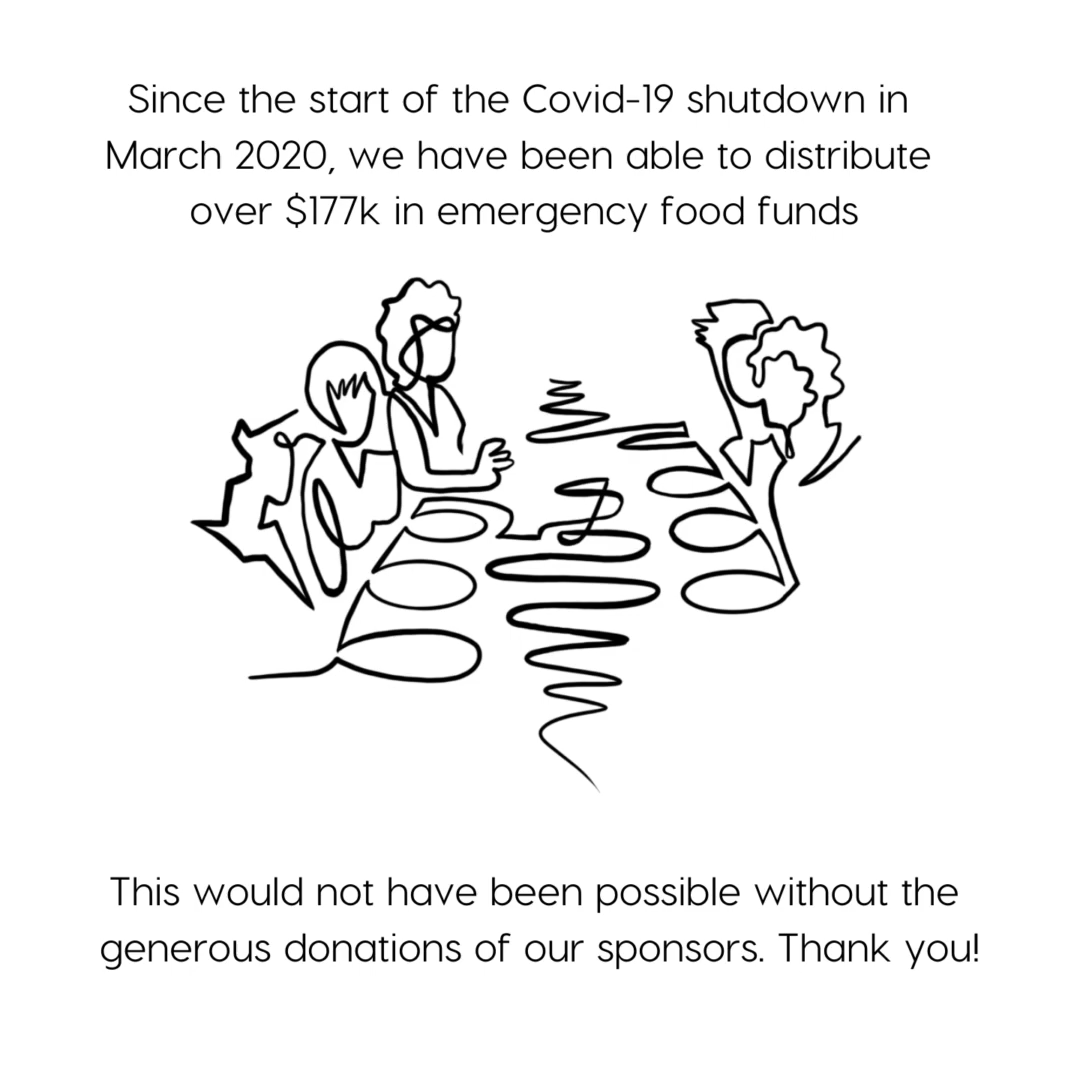 Since the start of the Covid-19 shutdown in
March 2020, we have been able to distribute
over $177k in emergency food funds
This would not have been possible without the
generous donations of our sponsors. Thank you!